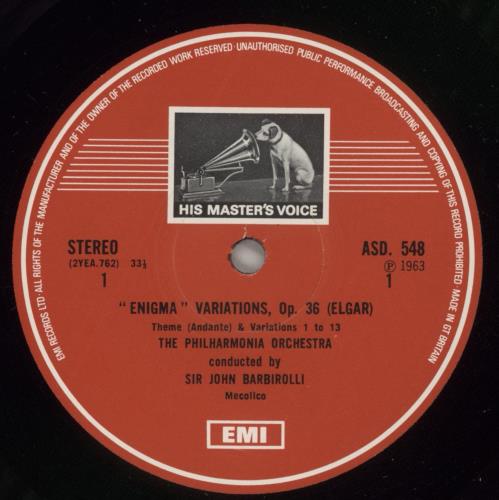 EMI RECORDS LTD · ALL RIGHTS OF THE MANUFACTURER AND OF THE OWNER OF THE RECORDED WORK RESERVED · UNAUTHORISED PUBLIC PERFORMANCE BROADCASTING AND COPYING OF THIS RECORD PROHIBITED · MADE IN GT BRITAIN
HIS MASTER'S VOICE
STEREO
(2YEA.762) 33⅓
1
ASD. 548
Ⓟ 1963
1
"ENIGMA" VARIATIONS, Op. 36 (ELGAR)
Theme (Andante) & Variations 1 to 13
THE PHILHARMONIA ORCHESTRA
conducted by
SIR JOHN BARBIROLLI
Mecolico
EMI